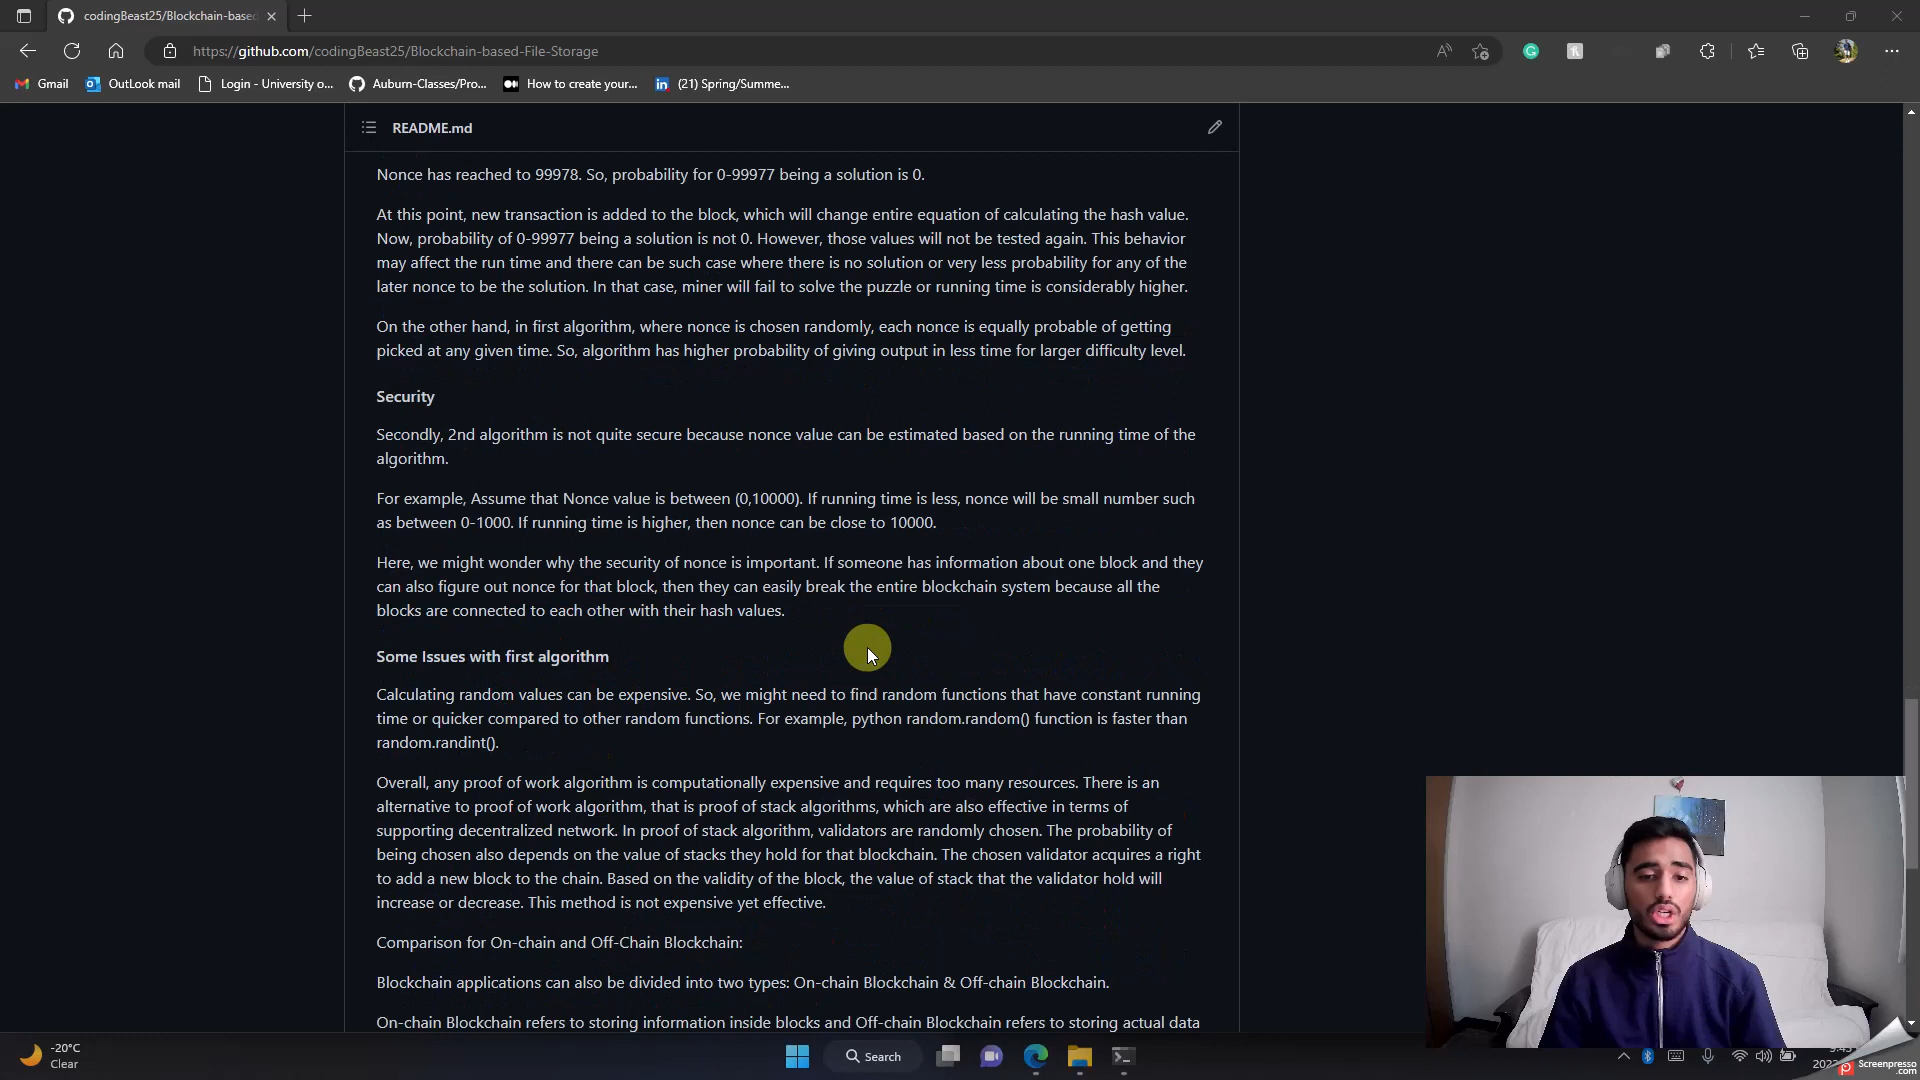 codingBeast25/Blockchain-based
https://github.com/codingBeast25/Blockchain-based-File-Storage
Gmail
OutLook mail
Login - University o...
Auburn-Classes/Pro...
How to create your...
(21) Spring/Summe...
README.md
Nonce has reached to 99978. So, probability for 0-99977 being a solution is 0.
At this point, new transaction is added to the block, which will change entire equation of calculating the hash value.
Now, probability of 0-99977 being a solution is not 0. However, those values will not be tested again. This behavior
may affect the run time and there can be such case where there is no solution or very less probability for any of the
later nonce to be the solution. In that case, miner will fail to solve the puzzle or running time is considerably higher.
On the other hand, in first algorithm, where nonce is chosen randomly, each nonce is equally probable of getting
picked at any given time. So, algorithm has higher probability of giving output in less time for larger difficulty level.
Security
Secondly, 2nd algorithm is not quite secure because nonce value can be estimated based on the running time of the
algorithm.
For example, Assume that Nonce value is between (0,10000). If running time is less, nonce will be small number such
as between 0-1000. If running time is higher, then nonce can be close to 10000.
Here, we might wonder why the security of nonce is important. If someone has information about one block and they
can also figure out nonce for that block, then they can easily break the entire blockchain system because all the
blocks are connected to each other with their hash values.
Some Issues with first algorithm
Calculating random values can be expensive. So, we might need to find random functions that have constant running
time or quicker compared to other random functions. For example, python random.random() function is faster than
random.randint().
Overall, any proof of work algorithm is computationally expensive and requires too many resources. There is an
alternative to proof of work algorithm, that is proof of stack algorithms, which are also effective in terms of
supporting decentralized network. In proof of stack algorithm, validators are randomly chosen. The probability of
being chosen also depends on the value of stacks they hold for that blockchain. The chosen validator acquires a right
to add a new block to the chain. Based on the validity of the block, the value of stack that the validator hold will
increase or decrease. This method is not expensive yet effective.
Comparison for On-chain and Off-Chain Blockchain:
Blockchain applications can also be divided into two types: On-chain Blockchain & Off-chain Blockchain.
On-chain Blockchain refers to storing information inside blocks and Off-chain Blockchain refers to storing actual data
-20°C
Clear
Search
Screenpresso
.com